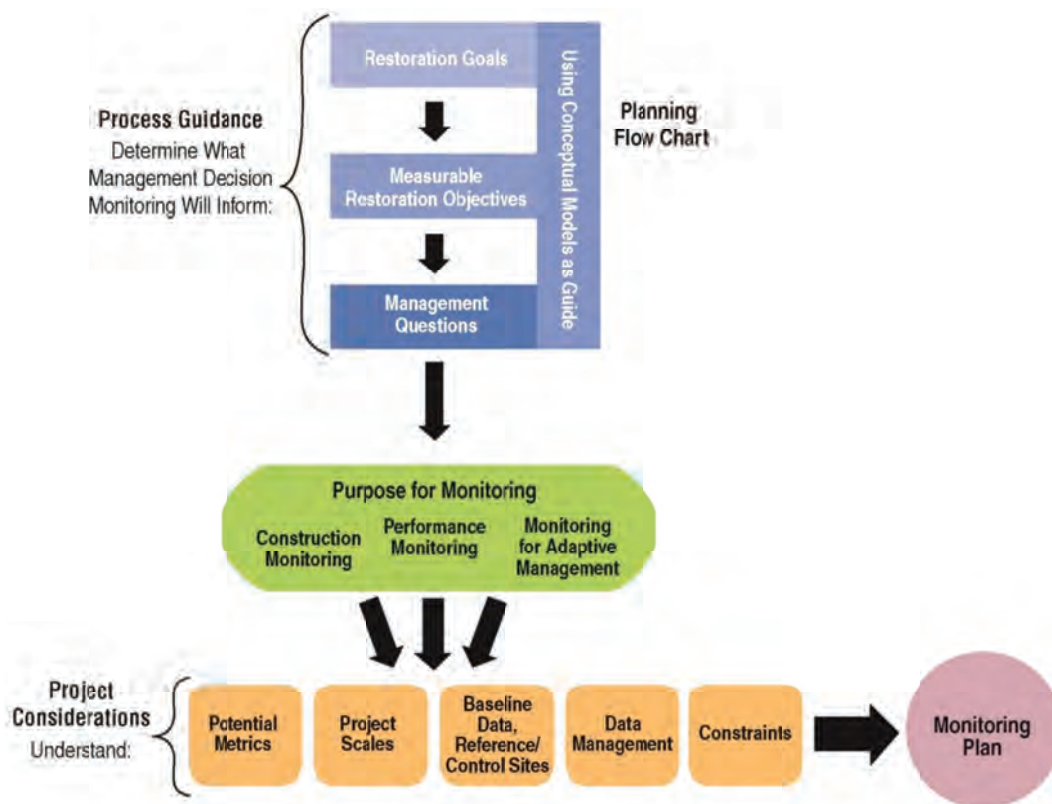 Restoration Goals
Using Conceptual Models as Guide
Planning
Flow Chart
Process Guidance
Determine What
Management Decision
Monitoring Will Inform:
Measurable
Restoration Objectives
Management
Questions
Purpose for Monitoring
Construction
Monitoring
Performance
Monitoring
Monitoring
for Adaptive
Management
Project
Considerations
Understand:
Potential
Metrics
Project
Scales
Baseline
Data,
Reference/
Control Sites
Data
Management
Constraints
Monitoring
Plan